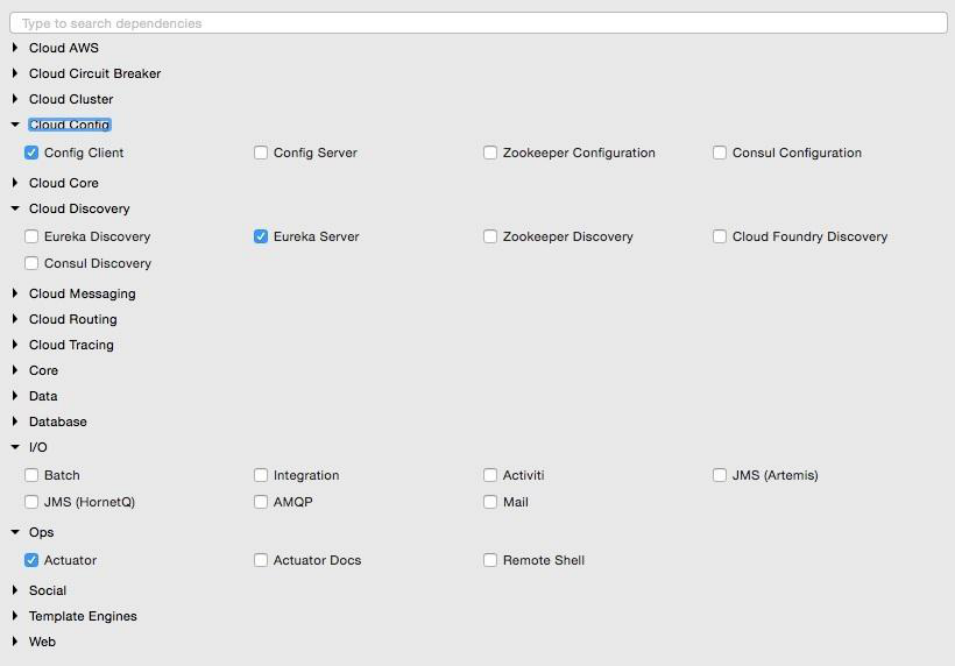 Type to search dependencies
Cloud AWS
Cloud Circuit Breaker
Cloud Cluster
Cloud Config
Config Client Config Server Zookeeper Configuration Consul Configuration
Cloud Core
Cloud Discovery
Eureka Discovery Eureka Server Zookeeper Discovery Cloud Foundry Discovery
Consul Discovery
Cloud Messaging
Cloud Routing
Cloud Tracing
Core
Data
Database
I/O
Batch Integration Activiti JMS (Artemis)
JMS (HornetQ) AMQP Mail
Ops
Actuator Actuator Docs Remote Shell
Social
Template Engines
Web